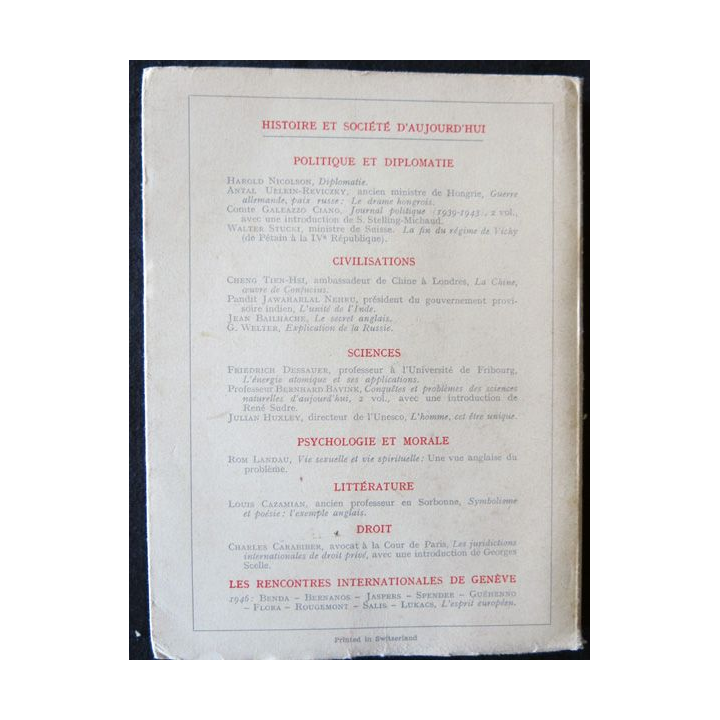 HISTOIRE ET SOCIÉTÉ D'AUJOURD'HUI
POLITIQUE ET DIPLOMATIE
HAROLD NICOLSON, Diplomatie.
ANTAL ULLEIN-REVICZKY, ancien ministre de Hongrie, Guerre
allemande, paix russe: Le drame hongrois.
Comte GALEAZZO CIANO, Journal politique (1939-1943), 2 vol.,
avec une introduction de S. Stelling-Michaud.
WALTER STUCKI, ministre de Suisse. La fin du régime de Vichy
(de Pétain à la IVe République).
CIVILISATIONS
CHENG TIEN-HSI, ambassadeur de Chine à Londres, La Chine,
œuvre de Confucius.
Pandit JAWAHARLAL NEHRU, président du gouvernement provi-
soire indien, L'unité de l'Inde.
JEAN BAILHACHE, Le secret anglais.
G. WELTER, Explication de la Russie.
SCIENCES
FRIEDRICH DESSAUER, professeur à l'Université de Fribourg,
L'énergie atomique et ses applications.
Professeur BERNHARD BAVINK, Conquêtes et problèmes des sciences
naturelles d'aujourd'hui, 2 vol., avec une introduction de
René Sudre.
JULIAN HUXLEY, directeur de l'Unesco, L'homme, cet être unique.
PSYCHOLOGIE ET MORALE
ROM LANDAU, Vie sexuelle et vie spirituelle: Une vue anglaise du
problème.
LITTÉRATURE
LOUIS CAZAMIAN, ancien professeur en Sorbonne, Symbolisme
et poésie: l'exemple anglais.
DROIT
CHARLES CARABIBER, avocat à la Cour de Paris, Les juridictions
internationales de droit privé, avec une introduction de Georges
Scelle.
LES RENCONTRES INTERNATIONALES DE GENÈVE
1946: BENDA – BERNANOS – JASPERS – SPENDER – GUÉHENNO
– FLORA – ROUGEMONT – SALIS – LUKACS, L'esprit européen.
Printed in Switzerland